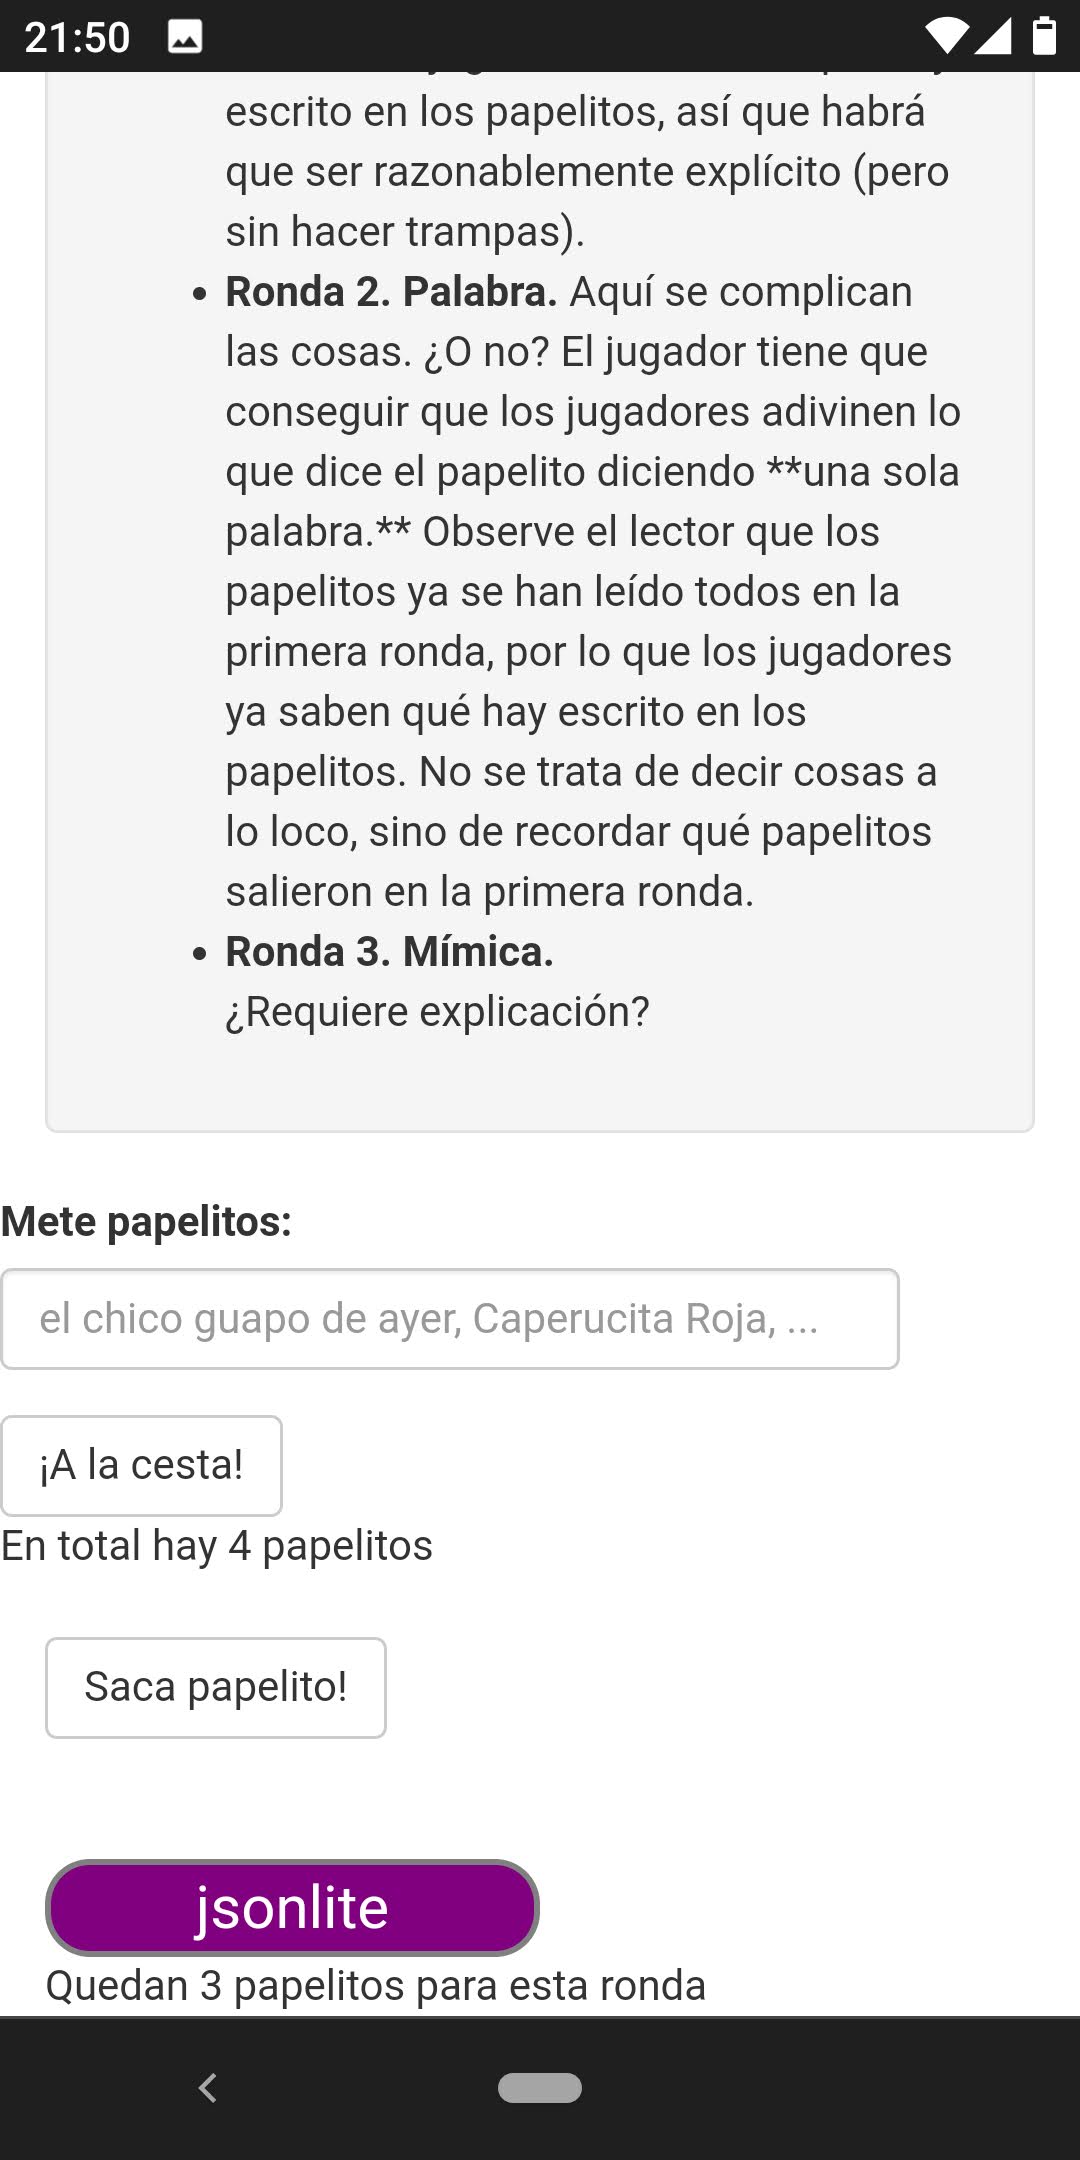 21:50
escrito en los papelitos, así que habrá
que ser razonablemente explícito (pero
sin hacer trampas).
• Ronda 2. Palabra. Aquí se complican
las cosas. ¿O no? El jugador tiene que
conseguir que los jugadores adivinen lo
que dice el papelito diciendo **una sola
palabra.** Observe el lector que los
papelitos ya se han leído todos en la
primera ronda, por lo que los jugadores
ya saben qué hay escrito en los
papelitos. No se trata de decir cosas a
lo loco, sino de recordar qué papelitos
salieron en la primera ronda.
• Ronda 3. Mímica.
¿Requiere explicación?
Mete papelitos:
el chico guapo de ayer, Caperucita Roja, ...
¡A la cesta!
En total hay 4 papelitos
Saca papelito!
jsonlite
Quedan 3 papelitos para esta ronda